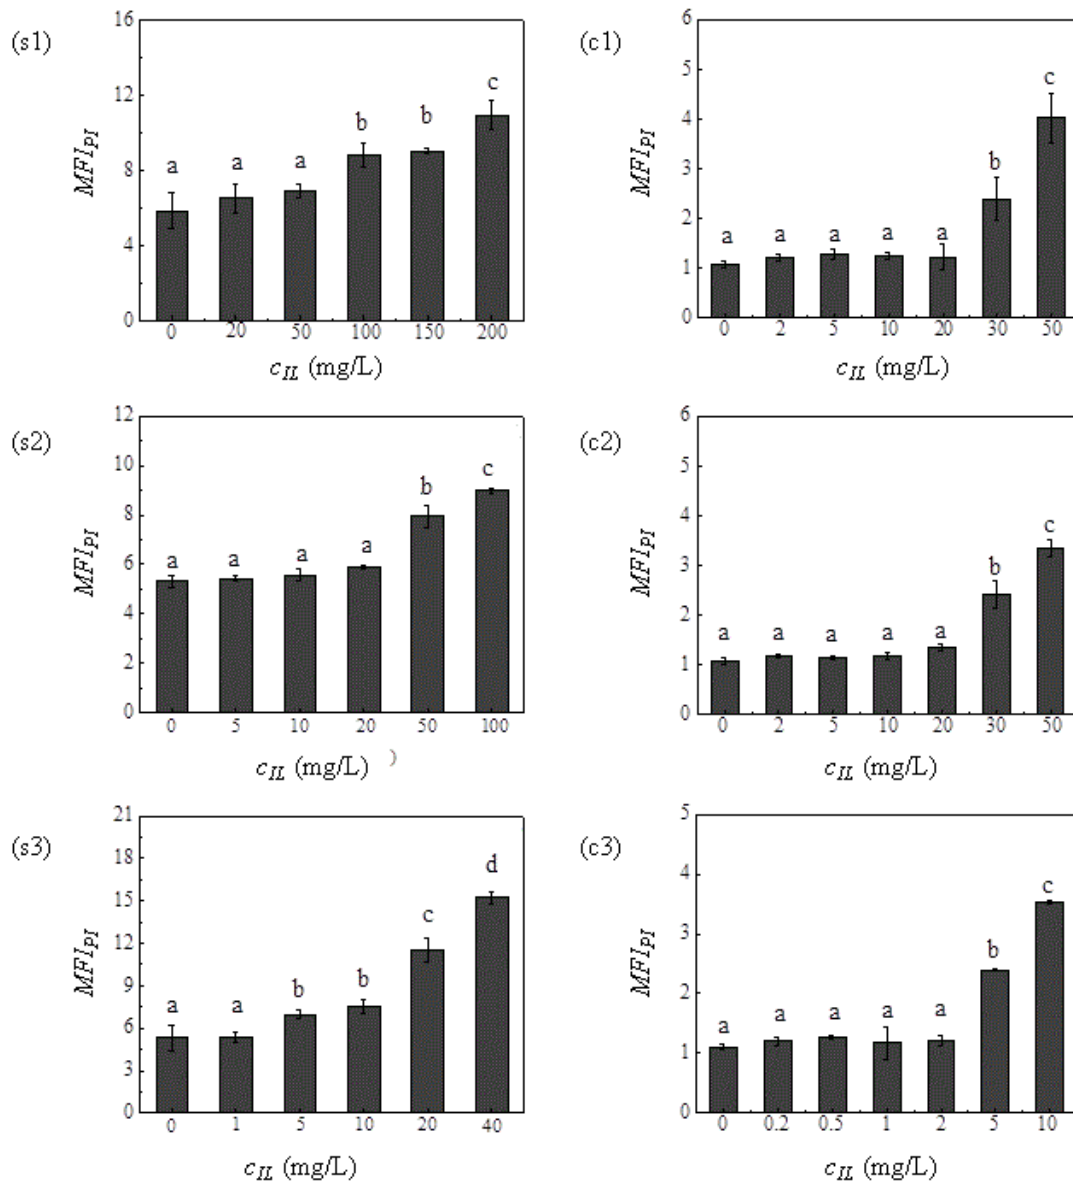 (s1)
16
12
8
4
0
MFI_PI
a
a
a
b
b
c
0 20 50 100 150 200
c_IL (mg/L)
(c1)
6
5
4
3
2
1
0
MFI_PI
a
a
a
a
a
b
c
0 2 5 10 20 30 50
c_IL (mg/L)
(s2)
12
10
8
6
4
2
0
MFI_PI
a
a
a
a
b
c
0 5 10 20 50 100
c_IL (mg/L) )
(c2)
6
5
4
3
2
1
0
MFI_PI
a
a
a
a
a
b
c
0 2 5 10 20 30 50
c_IL (mg/L)
(s3)
21
18
15
12
9
6
3
0
MFI_PI
a
a
b
b
c
d
0 1 5 10 20 40
c_IL (mg/L)
(c3)
5
4
3
2
1
0
MFI_PI
a
a
a
a
a
b
c
0 0.2 0.5 1 2 5 10
c_IL (mg/L)